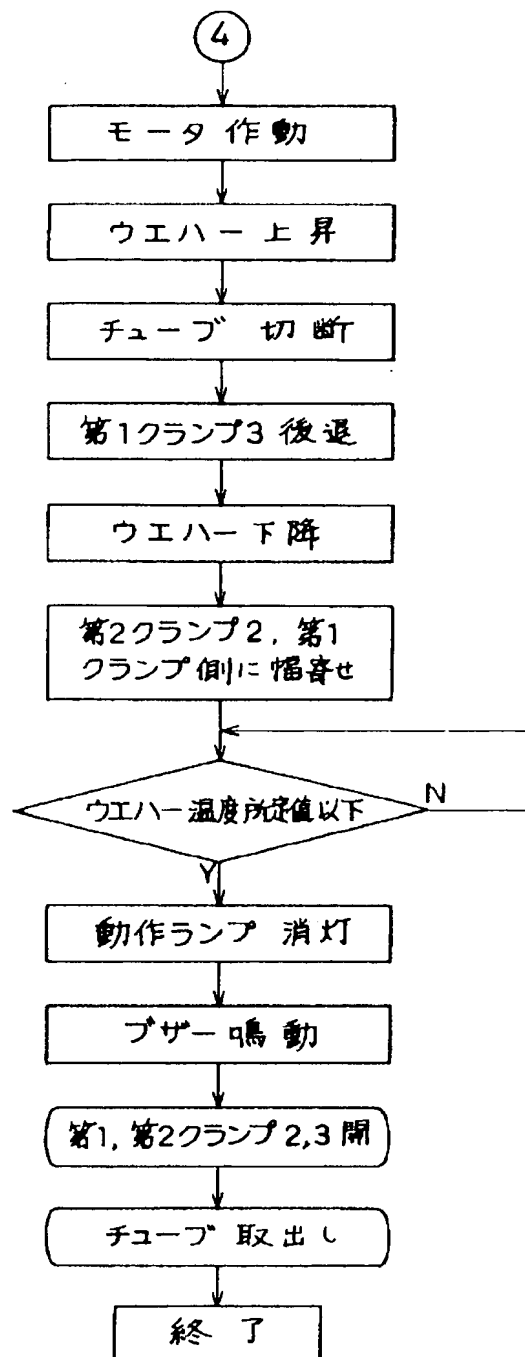 4
モータ作動
ウエハー上昇
チューブ 切断
第1クランプ3後退
ウエハー下降
第2クランプ2，第1
クランプ側に幅寄せ
ウエハー温度所定値以下
N
Y
動作ランプ 消灯
ブザー鳴動
第1,第2クランプ2,3開
チューブ 取出し
終了